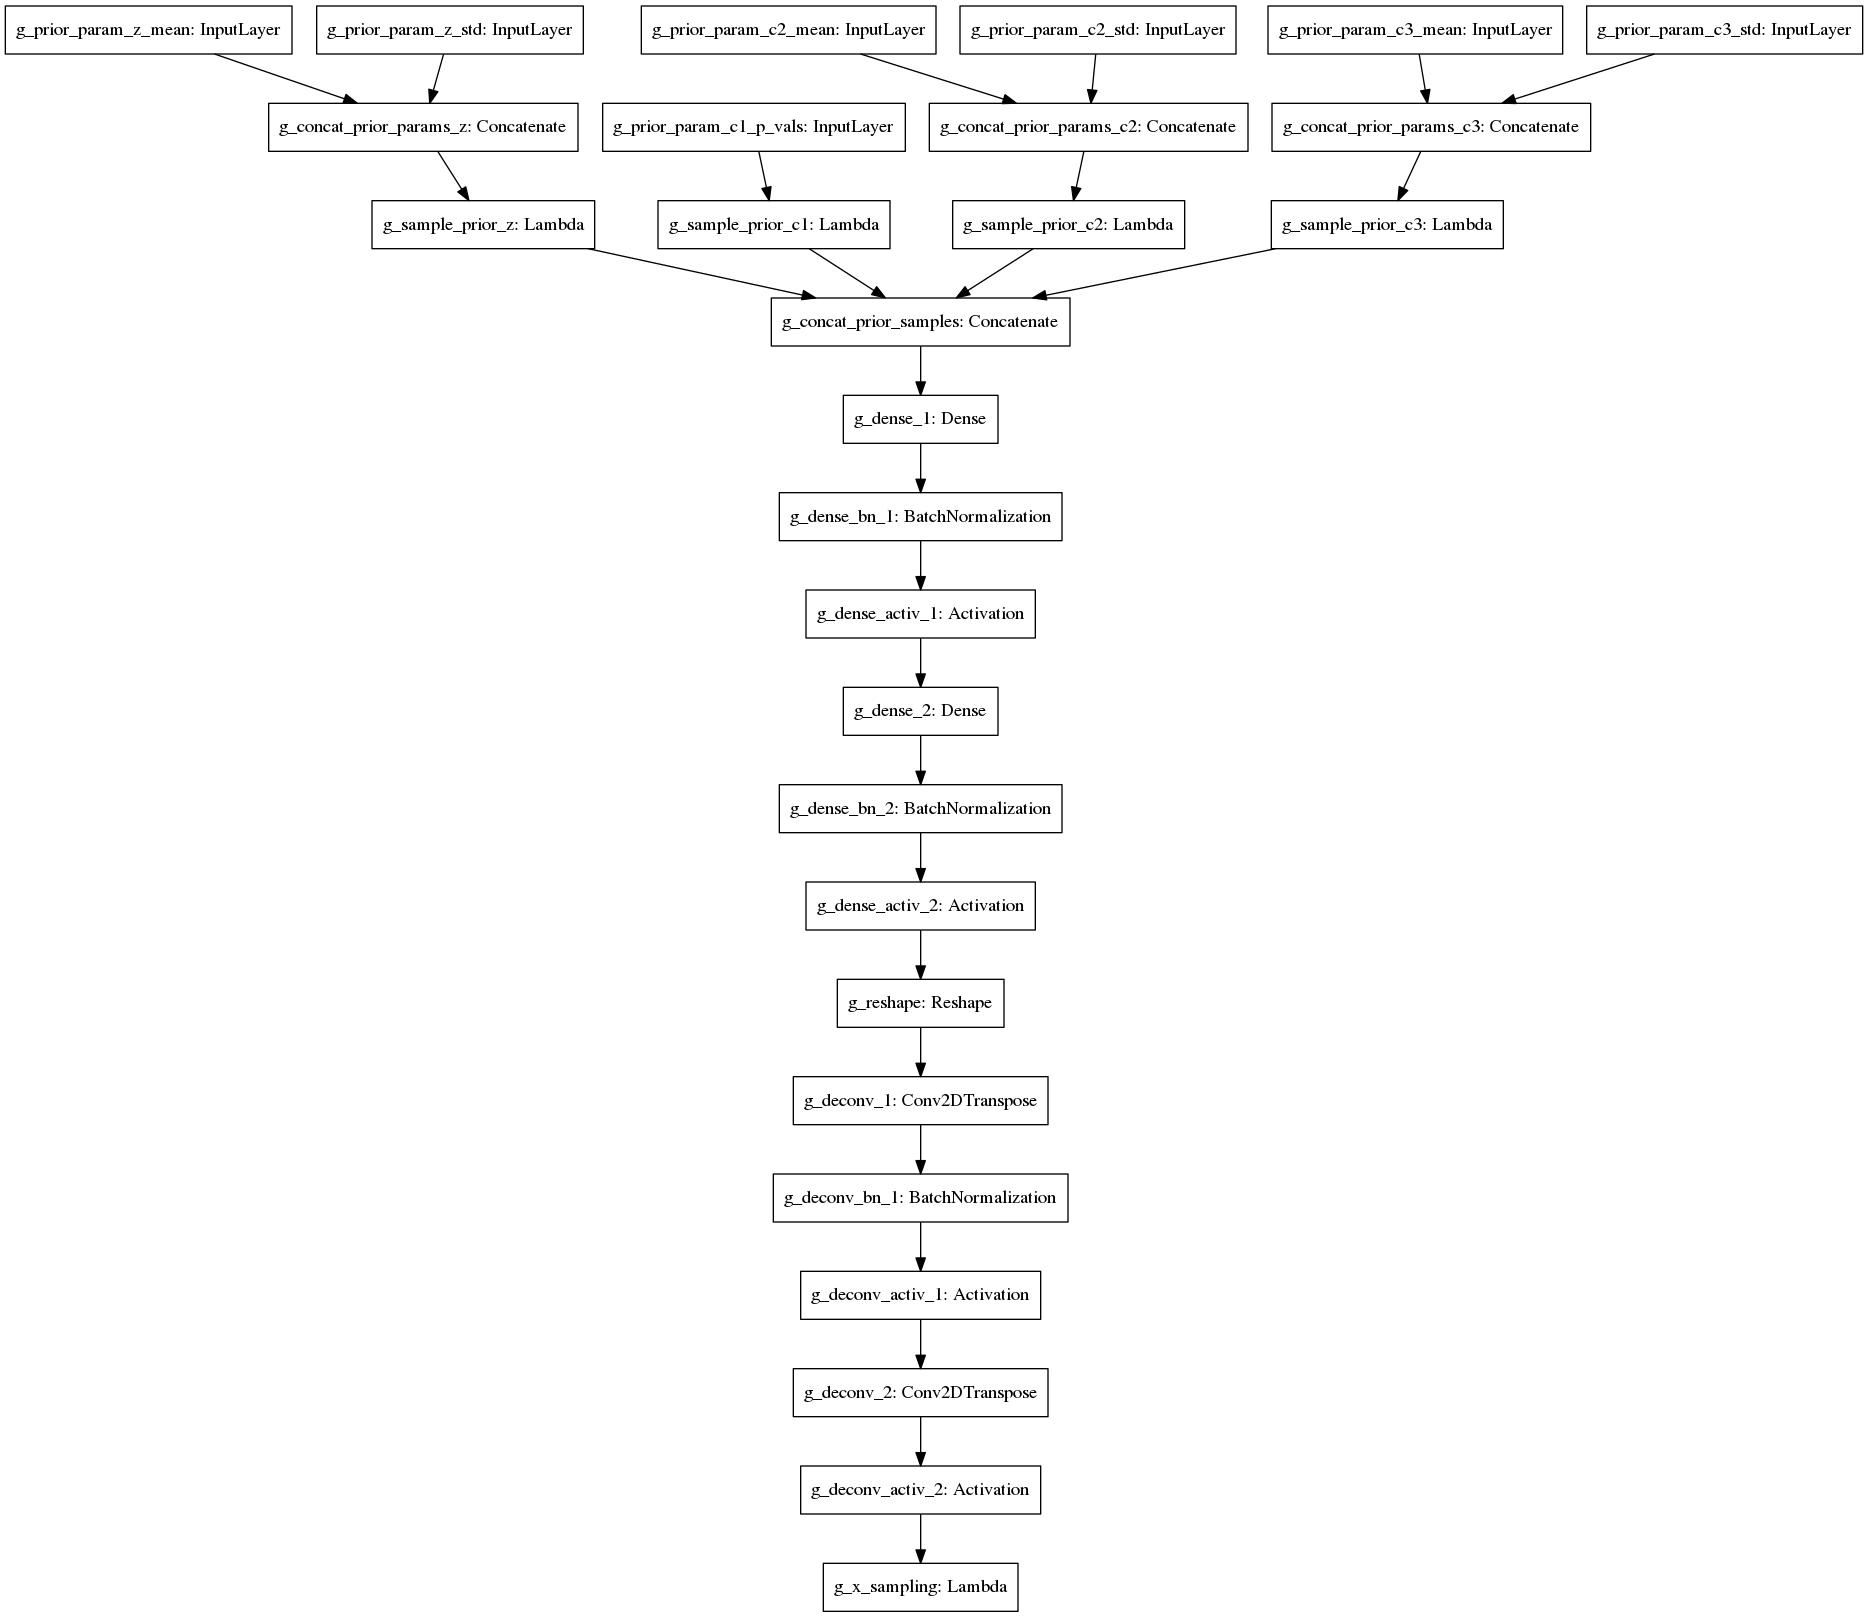 g_prior_param_z_mean: InputLayer
g_prior_param_z_std: InputLayer
g_prior_param_c2_mean: InputLayer
g_prior_param_c2_std: InputLayer
g_prior_param_c3_mean: InputLayer
g_prior_param_c3_std: InputLayer
g_concat_prior_params_z: Concatenate
g_prior_param_c1_p_vals: InputLayer
g_concat_prior_params_c2: Concatenate
g_concat_prior_params_c3: Concatenate
g_sample_prior_z: Lambda
g_sample_prior_c1: Lambda
g_sample_prior_c2: Lambda
g_sample_prior_c3: Lambda
g_concat_prior_samples: Concatenate
g_dense_1: Dense
g_dense_bn_1: BatchNormalization
g_dense_activ_1: Activation
g_dense_2: Dense
g_dense_bn_2: BatchNormalization
g_dense_activ_2: Activation
g_reshape: Reshape
g_deconv_1: Conv2DTranspose
g_deconv_bn_1: BatchNormalization
g_deconv_activ_1: Activation
g_deconv_2: Conv2DTranspose
g_deconv_activ_2: Activation
g_x_sampling: Lambda